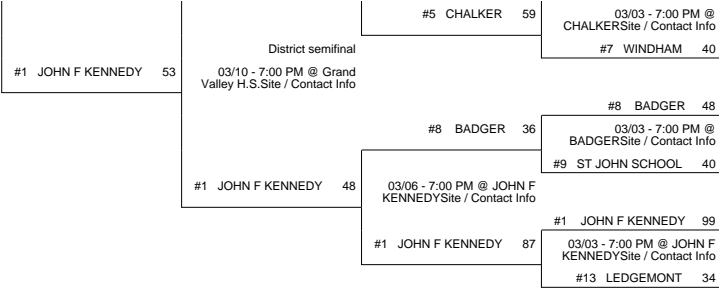 #5 CHALKER 59
03/03 - 7:00 PM @
CHALKERSite / Contact Info
#7 WINDHAM 40
District semifinal
#1 JOHN F KENNEDY 53
03/10 - 7:00 PM @ Grand
Valley H.S.Site / Contact Info
#8 BADGER 48
#8 BADGER 36
03/03 - 7:00 PM @
BADGERSite / Contact Info
#9 ST JOHN SCHOOL 40
#1 JOHN F KENNEDY 48
03/06 - 7:00 PM @ JOHN F
KENNEDYSite / Contact Info
#1 JOHN F KENNEDY 99
#1 JOHN F KENNEDY 87
03/03 - 7:00 PM @ JOHN F
KENNEDYSite / Contact Info
#13 LEDGEMONT 34